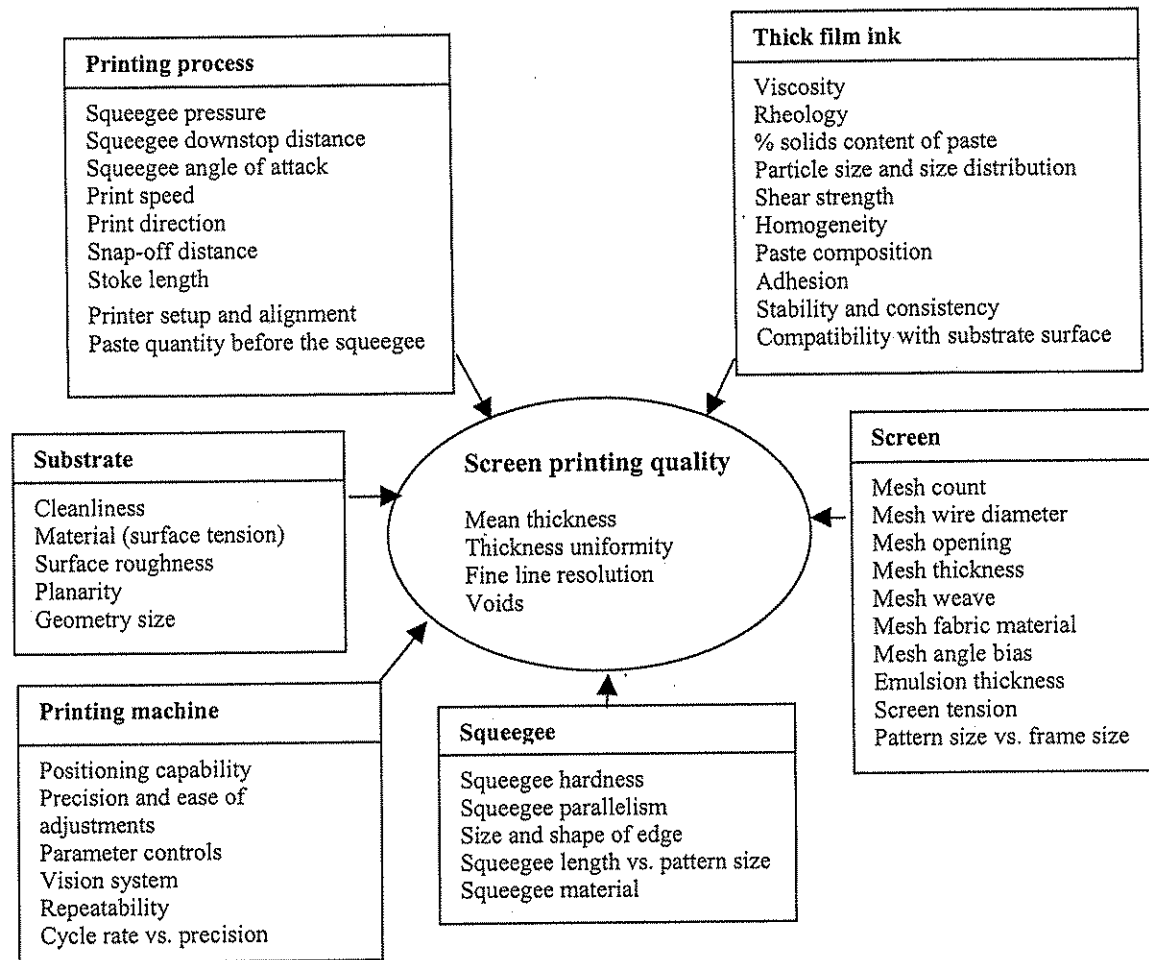 Printing process
Squeegee pressure
Squeegee downstop distance
Squeegee angle of attack
Print speed
Print direction
Snap-off distance
Stoke length
Printer setup and alignment
Paste quantity before the squeegee
Thick film ink
Viscosity
Rheology
% solids content of paste
Particle size and size distribution
Shear strength
Homogeneity
Paste composition
Adhesion
Stability and consistency
Compatibility with substrate surface
Substrate
Cleanliness
Material (surface tension)
Surface roughness
Planarity
Geometry size
Screen printing quality
Mean thickness
Thickness uniformity
Fine line resolution
Voids
Screen
Mesh count
Mesh wire diameter
Mesh opening
Mesh thickness
Mesh weave
Mesh fabric material
Mesh angle bias
Emulsion thickness
Screen tension
Pattern size vs. frame size
Printing machine
Positioning capability
Precision and ease of
adjustments
Parameter controls
Vision system
Repeatability
Cycle rate vs. precision
Squeegee
Squeegee hardness
Squeegee parallelism
Size and shape of edge
Squeegee length vs. pattern size
Squeegee material